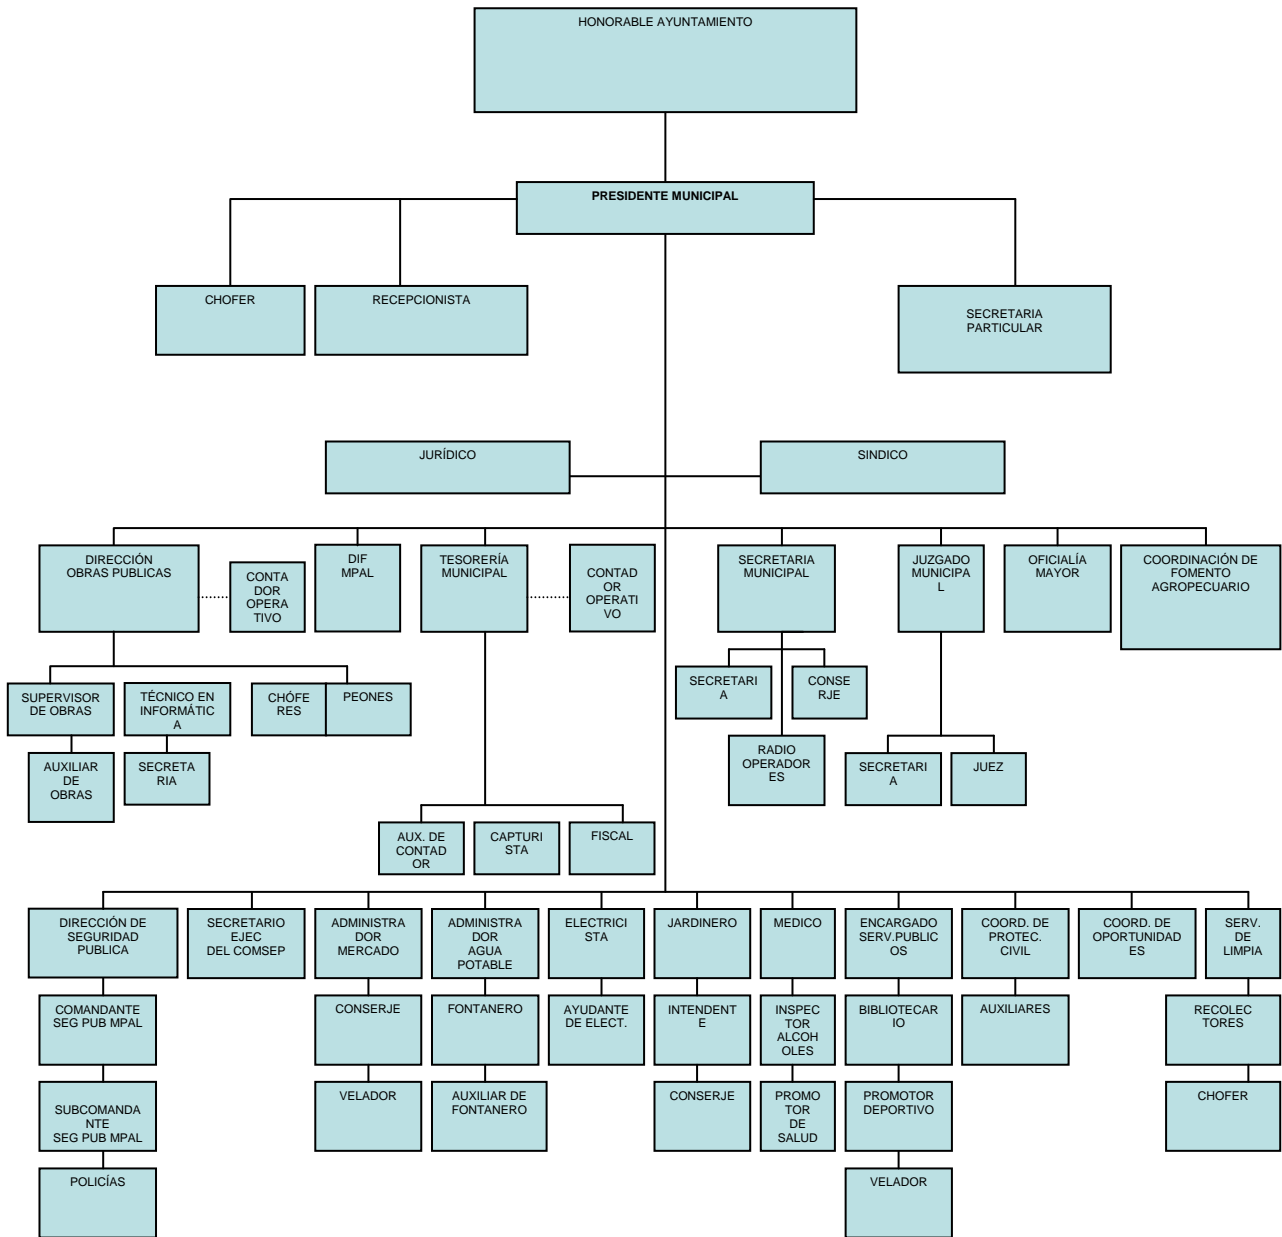 HONORABLE AYUNTAMIENTO
PRESIDENTE MUNICIPAL
CHOFER
RECEPCIONISTA
SECRETARIA
PARTICULAR
JURÍDICO
SINDICO
DIRECCIÓN
OBRAS PUBLICAS
CONTA
DOR
OPERA
TIVO
DIF
MPAL
TESORERÍA
MUNICIPAL
CONTAD
OR
OPERATI
VO
SECRETARIA
MUNICIPAL
JUZGADO
MUNICIPA
L
OFICIALÍA
MAYOR
COORDINACIÓN DE
FOMENTO
AGROPECUARIO
SUPERVISOR
DE OBRAS
TÉCNICO EN
INFORMÁTIC
A
CHÓFE
RES
PEONES
SECRETARI
A
CONSE
RJE
AUXILIAR
DE
OBRAS
SECRETA
RIA
RADIO
OPERADOR
ES
SECRETARI
A
JUEZ
AUX. DE
CONTAD
OR
CAPTURI
STA
FISCAL
DIRECCIÓN DE
SEGURIDAD
PUBLICA
SECRETARIO
EJEC
DEL COMSEP
ADMINISTRA
DOR
MERCADO
ADMINISTRA
DOR
AGUA
POTABLE
ELECTRICI
STA
JARDINERO
MEDICO
ENCARGADO
SERV.PUBLIC
OS
COORD. DE
PROTEC.
CIVIL
COORD. DE
OPORTUNIDAD
ES
SERV.
DE
LIMPIA
COMANDANTE
SEG PUB MPAL
CONSERJE
FONTANERO
AYUDANTE
DE ELECT.
INTENDENT
E
INSPEC
TOR
ALCOH
OLES
BIBLIOTECAR
IO
AUXILIARES
RECOLEC
TORES
SUBCOMANDA
NTE
SEG PUB MPAL
VELADOR
AUXILIAR DE
FONTANERO
CONSERJE
PROMO
TOR
DE
SALUD
PROMOTOR
DEPORTIVO
CHOFER
POLICÍAS
VELADOR